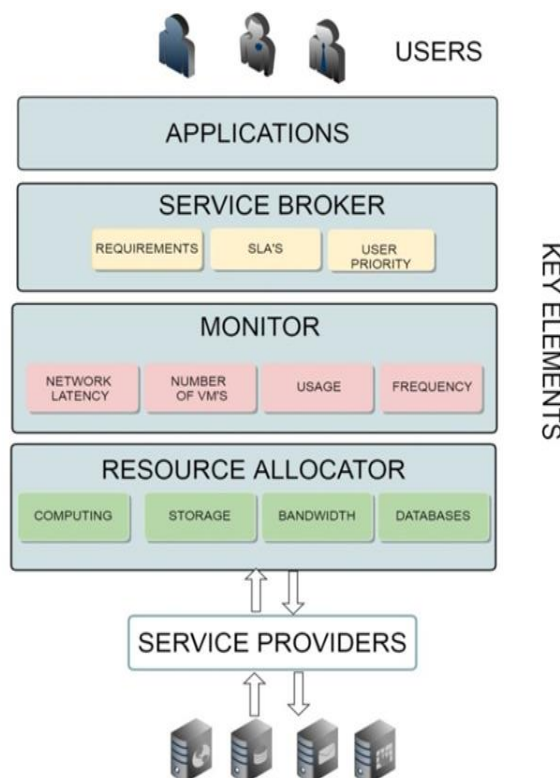 USERS
APPLICATIONS
SERVICE BROKER
REQUIREMENTS
SLA'S
USER
PRIORITY
MONITOR
NETWORK
LATENCY
NUMBER
OF VM'S
USAGE
FREQUENCY
RESOURCE ALLOCATOR
COMPUTING
STORAGE
BANDWIDTH
DATABASES
SERVICE PROVIDERS
KEY ELEMENTS